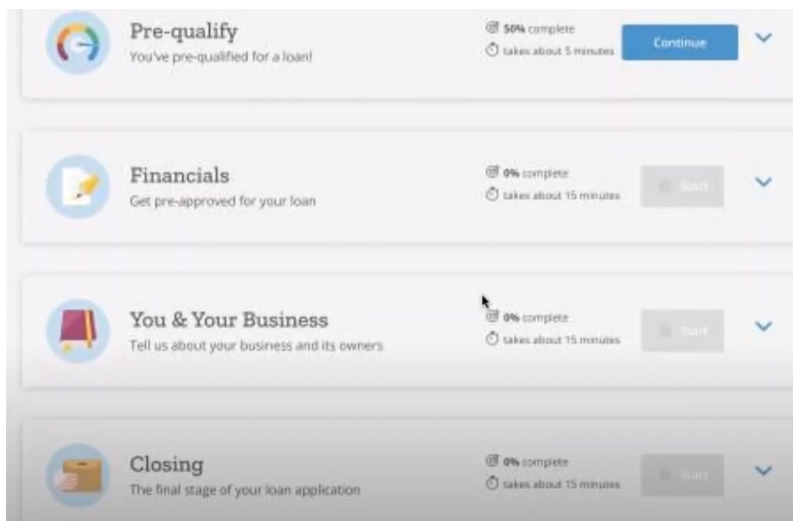 Pre-qualify
You've pre-qualified for a loan!
50% complete
takes about 5 minutes
Continue
Financials
Get pre-approved for your loan
0% complete
takes about 15 minutes
Start
You & Your Business
Tell us about your business and its owners
0% complete
takes about 15 minutes
Start
Closing
The final stage of your loan application
0% complete
takes about 15 minutes
Start